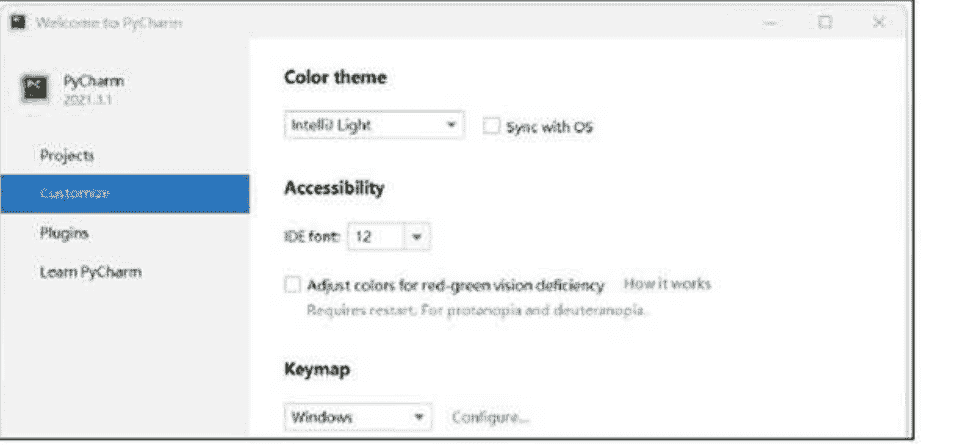 Welcome to PyCharm
PyCharm
2021.3.1
Projects
Customize
Plugins
Learn PyCharm
Color theme
IntelliJ Light
Sync with OS
Accessibility
IDE font: 12
Adjust colors for red-green vision deficiency How it works
Requires restart. For protanopia and deuteranopia.
Keymap
Windows Configure...